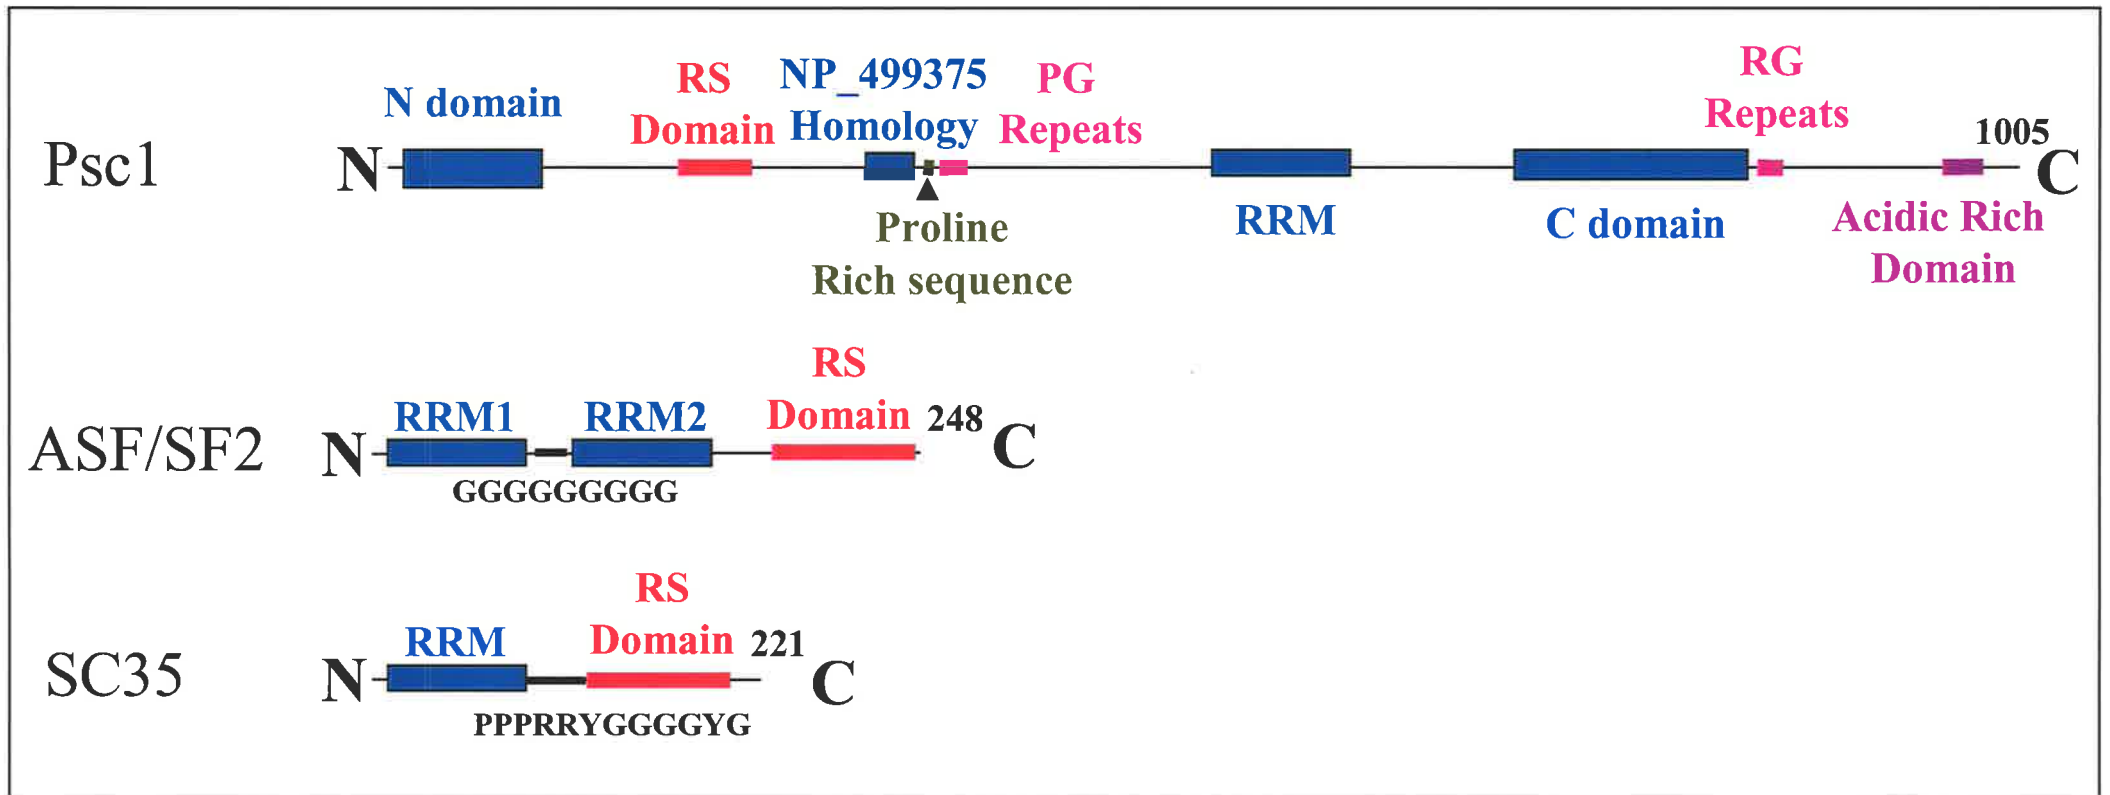 Psc1
N
N domain
RS
Domain
NP_499375
Homology
PG
Repeats
RG
Repeats
1005
C
Proline
Rich sequence
RRM
C domain
Acidic Rich
Domain
ASF/SF2
N
RRM1
RRM2
RS
Domain
248
C
GGGGGGGGG
SC35
N
RRM
RS
Domain
221
C
PPPRRYGGGGYG